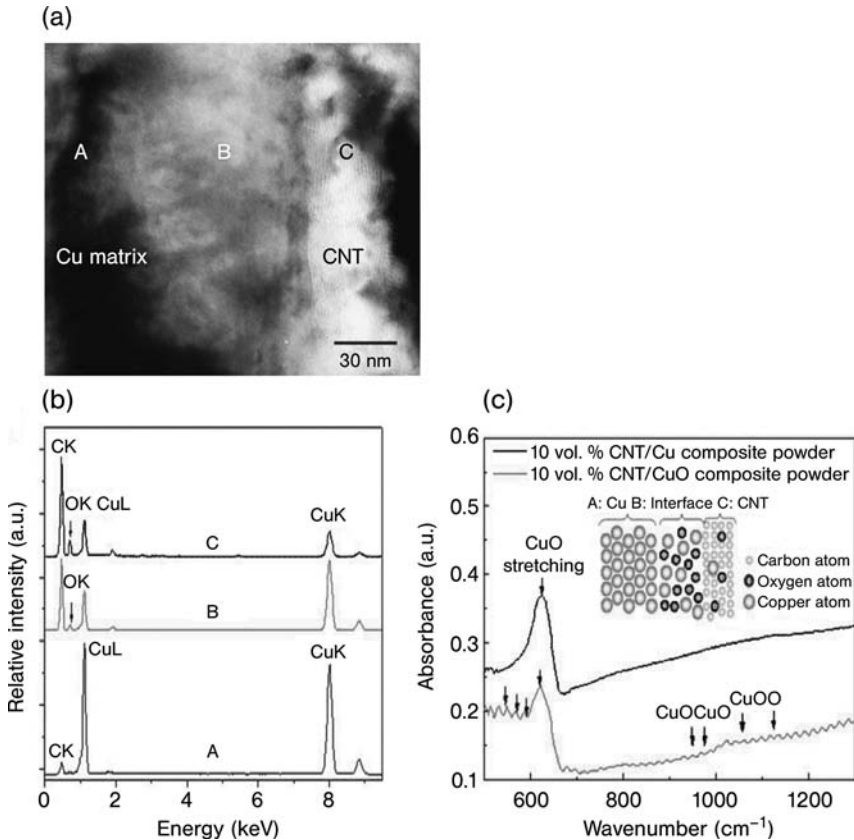 (a)
A
B
C
Cu matrix
CNT
30 nm
(b)
CK
OK CuL
CuK
C
OK
B
CuL
CuK
CK
A
0
2
4
6
8
Relative intensity (a.u.)
Energy (keV)
(c)
0.6
0.5
0.4
0.3
0.2
0.1
10 vol. % CNT/Cu composite powder
10 vol. % CNT/CuO composite powder
A: Cu B: Interface C: CNT
CuO
stretching
Carbon atom
Oxygen atom
Copper atom
CuOCuO
CuOO
600
800
1000
1200
Absorbance (a.u.)
Wavenumber (cm⁻¹)